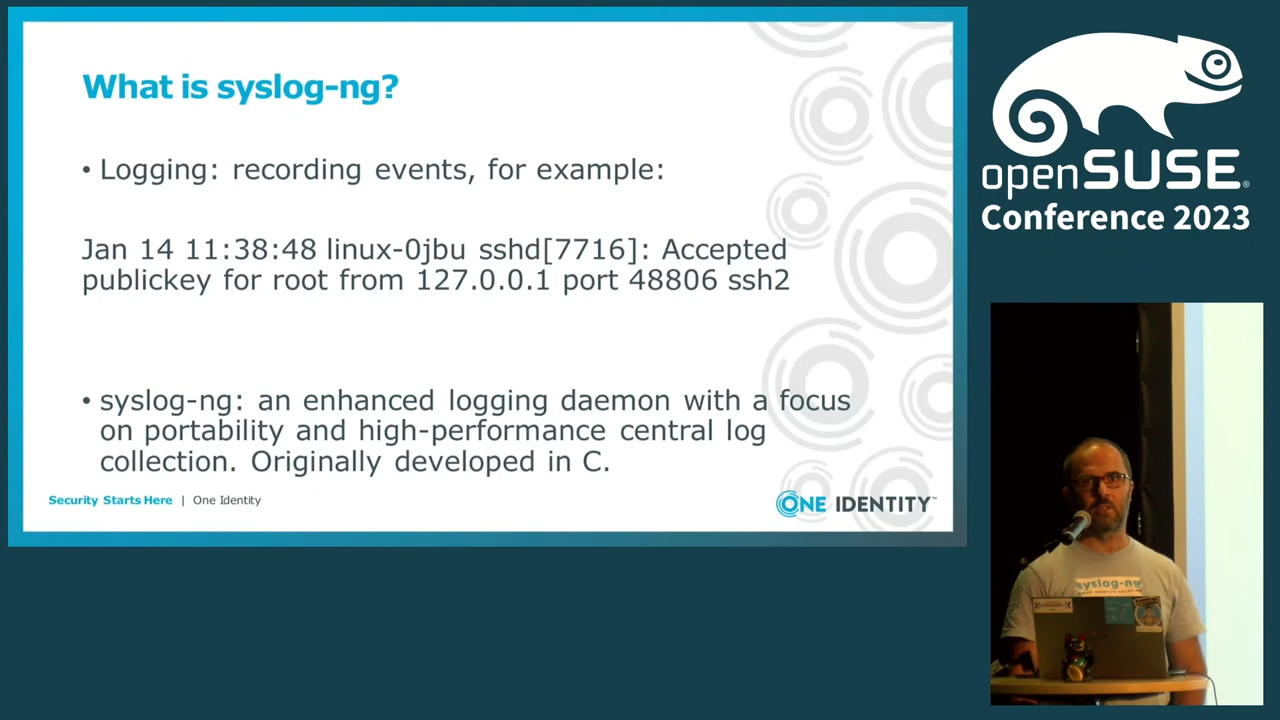 What is syslog-ng?
• Logging: recording events, for example:
Jan 14 11:38:48 linux-0jbu sshd[7716]: Accepted
publickey for root from 127.0.0.1 port 48806 ssh2
• syslog-ng: an enhanced logging daemon with a focus
on portability and high-performance central log
collection. Originally developed in C.
Security Starts Here | One Identity
ONE IDENTITY™
openSUSE®
Conference 2023
syslog-ng